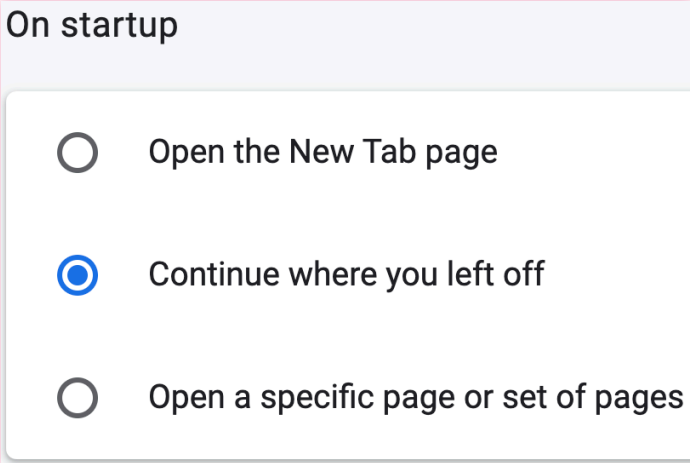 On startup
Open the New Tab page
Continue where you left off
Open a specific page or set of pages